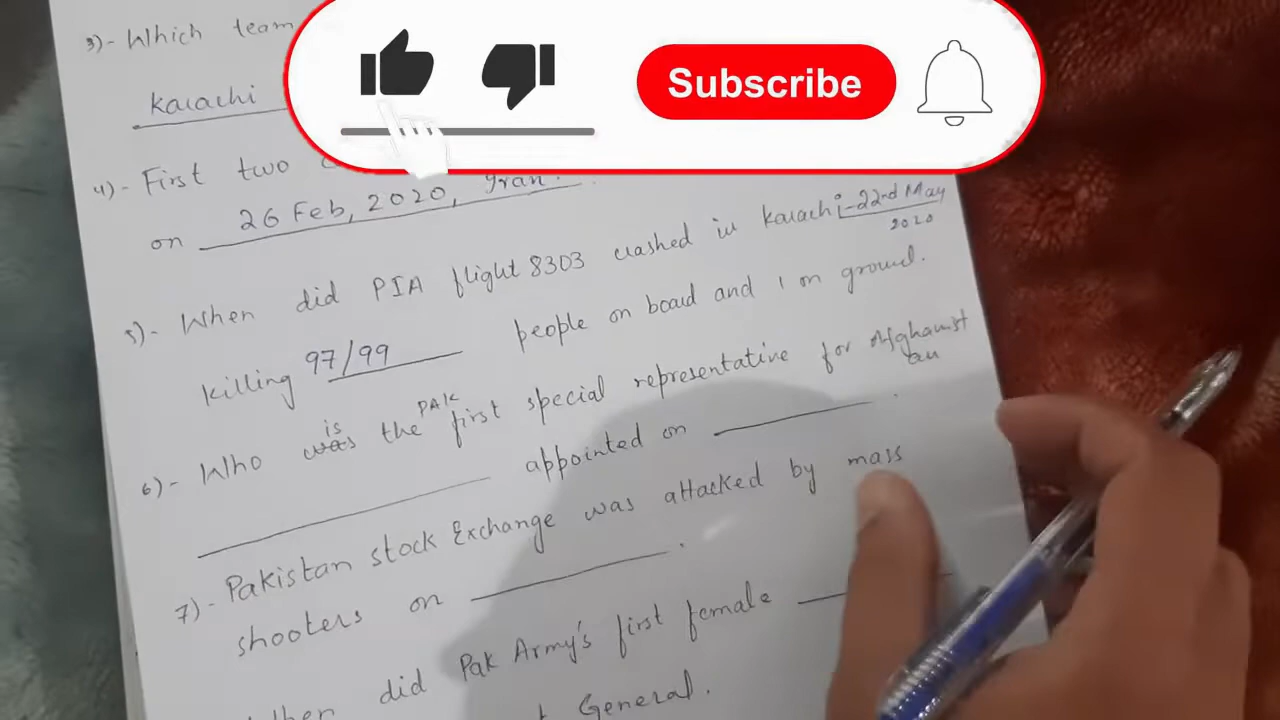 3)- Which team
Subscribe
Karachi
4)- First two
26 Feb, 2020, Iran.
on
5)- When did PIA flight 8303 crashed in Karachi-22nd May
2020
killing 97/99 people on board and 1 on ground.
6)- Who was is the PAK first special representative for Afghanist
an
appointed on .
7)- Pakistan stock Exchange was attacked by mass
shooters on .
When did Pak Army's first female
General.